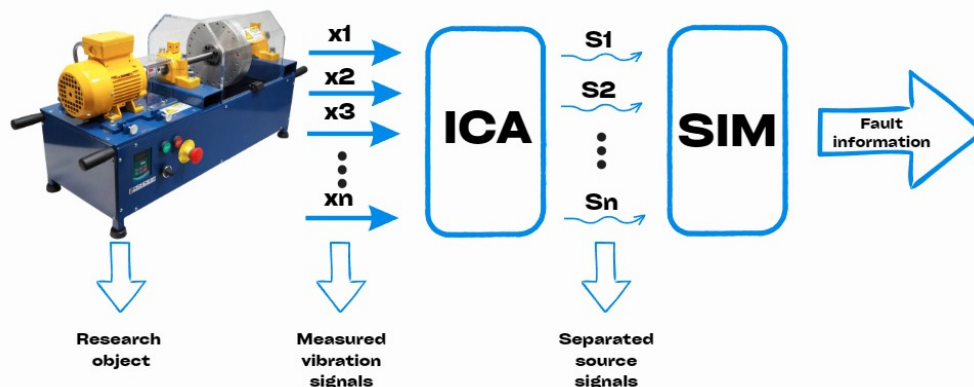 x1
x2
x3
xn
ICA
S1
S2
Sn
SIM
Fault
information
Research
object
Measured
vibration
signals
Separated
source
signals